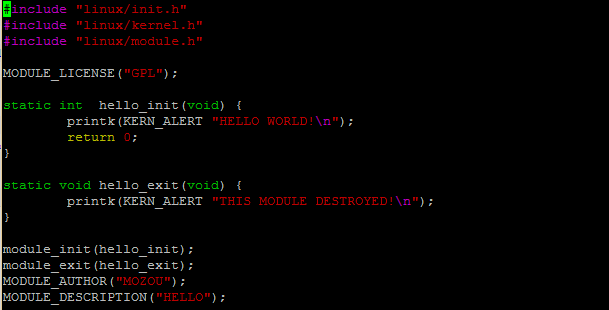 #include "linux/init.h"
#include "linux/kernel.h"
#include "linux/module.h"
MODULE_LICENSE("GPL");
static int  hello_init(void) {
        printk(KERN_ALERT "HELLO WORLD!\n");
        return 0;
}
static void hello_exit(void) {
        printk(KERN_ALERT "THIS MODULE DESTROYED!\n");
}
module_init(hello_init);
module_exit(hello_exit);
MODULE_AUTHOR("MOZOU");
MODULE_DESCRIPTION("HELLO");